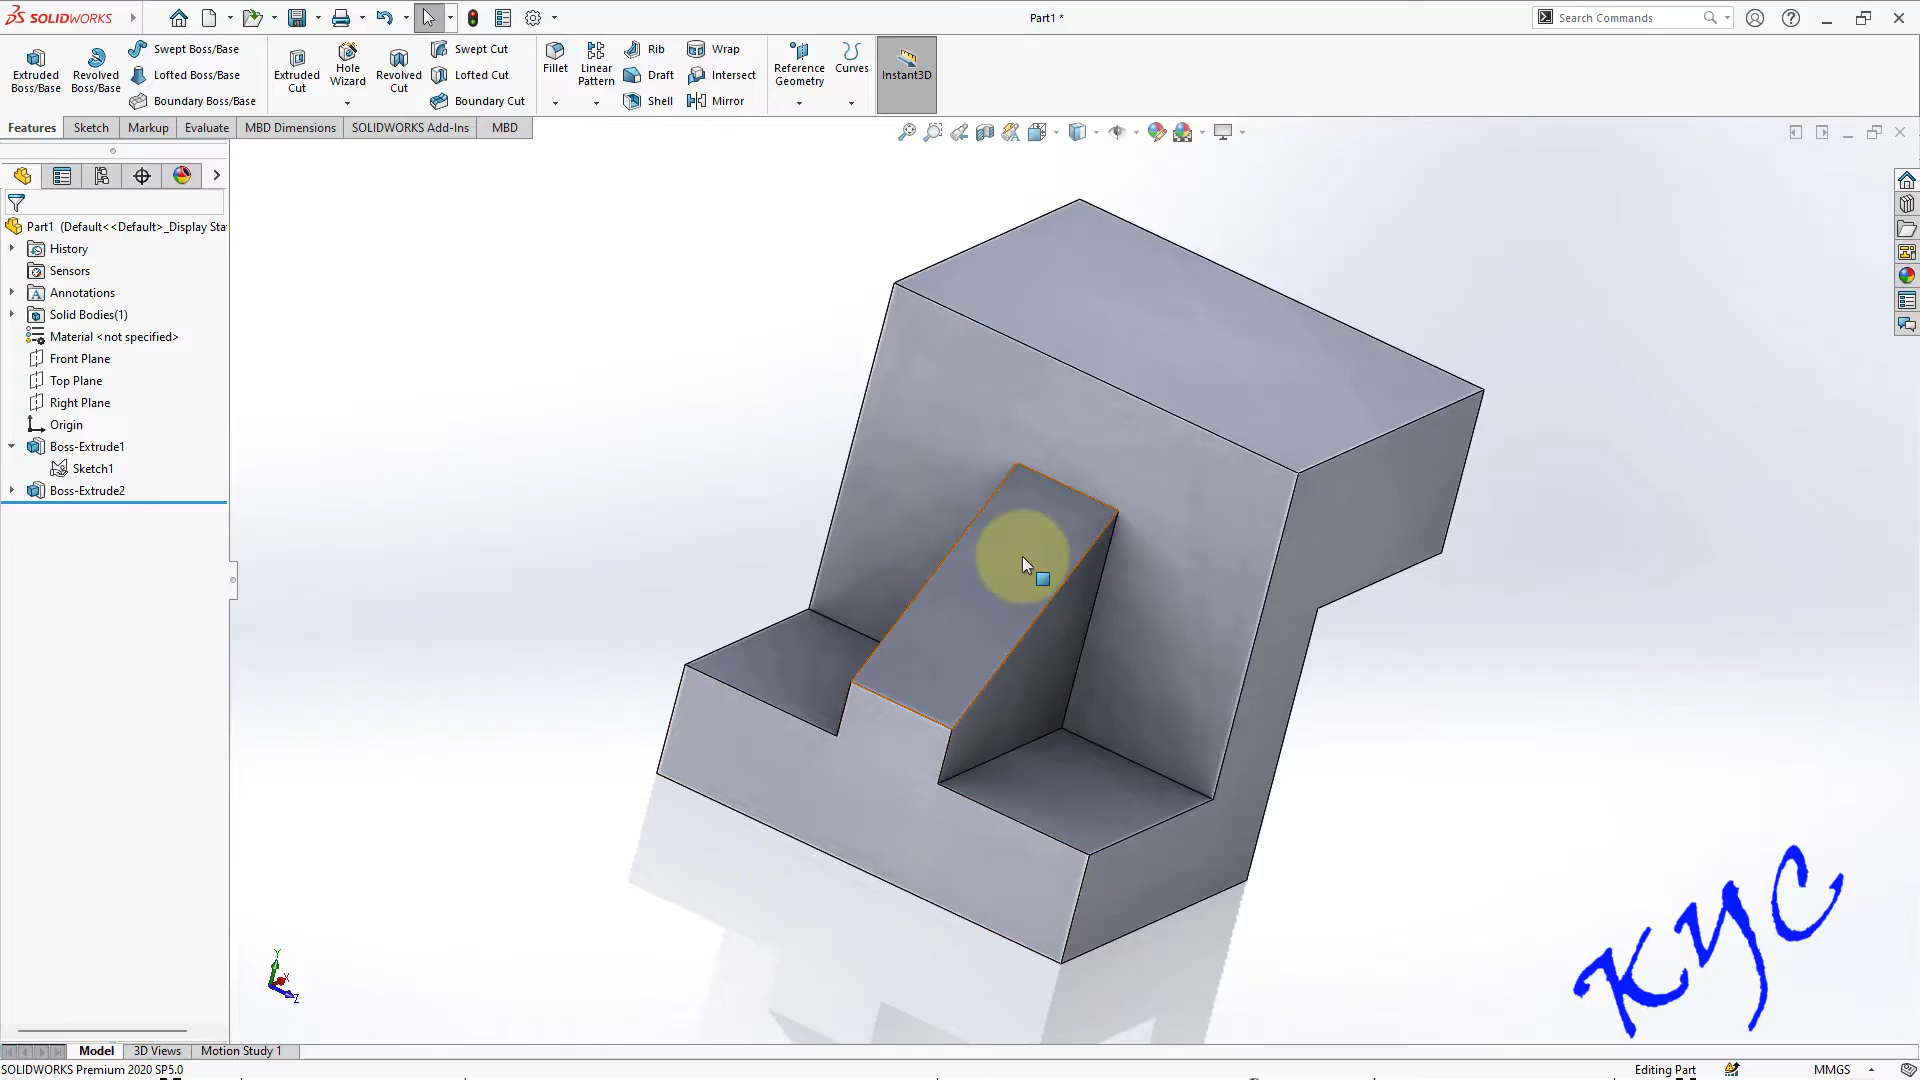 SOLIDWORKS
Part1 *
Search Commands
Extruded Boss/Base
Revolved Boss/Base
Swept Boss/Base
Lofted Boss/Base
Boundary Boss/Base
Extruded Cut
Hole Wizard
Revolved Cut
Swept Cut
Lofted Cut
Boundary Cut
Fillet
Linear Pattern
Rib
Draft
Shell
Wrap
Intersect
Mirror
Reference Geometry
Curves
Instant3D
Features
Sketch
Markup
Evaluate
MBD Dimensions
SOLIDWORKS Add-Ins
MBD
Part1 (Default<<Default>_Display Sta
History
Sensors
Annotations
Solid Bodies(1)
Material <not specified>
Front Plane
Top Plane
Right Plane
Origin
Boss-Extrude1
Sketch1
Boss-Extrude2
Y
X
Z
KYC
Model
3D Views
Motion Study 1
SOLIDWORKS Premium 2020 SP5.0
Editing Part
MMGS